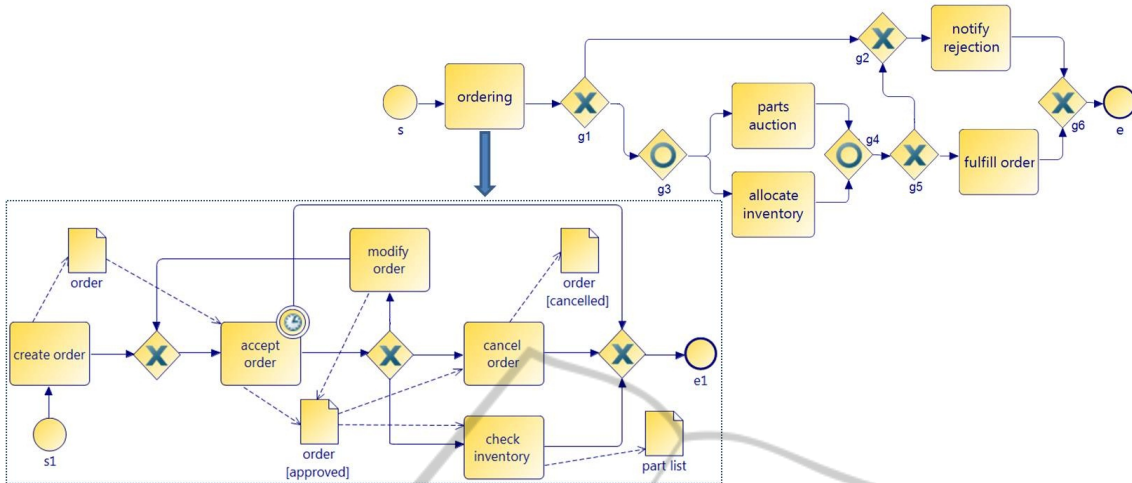 s
ordering
g1
g2
notify
rejection
g3
parts
auction
allocate
inventory
g4
g5
fulfill order
g6
e
order
modify
order
order
[cancelled]
create order
accept
order
cancel
order
e1
s1
order
[approved]
check
inventory
part list